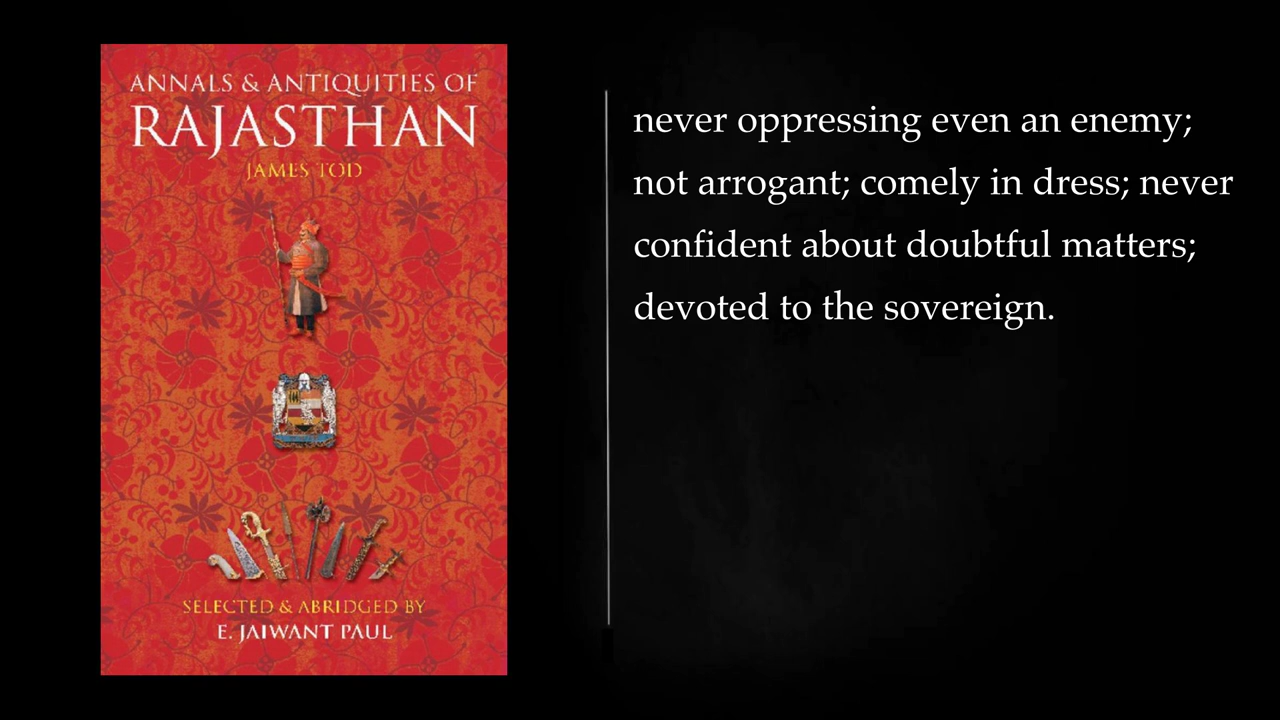 ANNALS & ANTIQUITIES OF
RAJASTHAN
JAMES TOD
SELECTED & ABRIDGED BY
E. JAIWANT PAUL
never oppressing even an enemy;
not arrogant; comely in dress; never
confident about doubtful matters;
devoted to the sovereign.